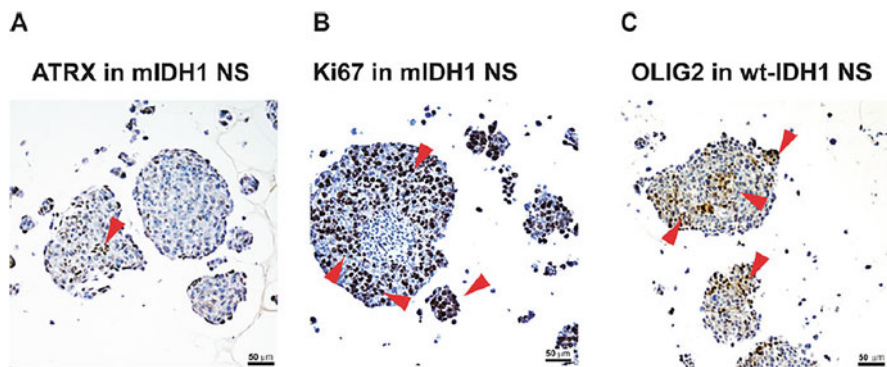 A
B
C
ATRX in mIDH1 NS
Ki67 in mIDH1 NS
OLIG2 in wt-IDH1 NS
50 µm
50 µm
50 µm